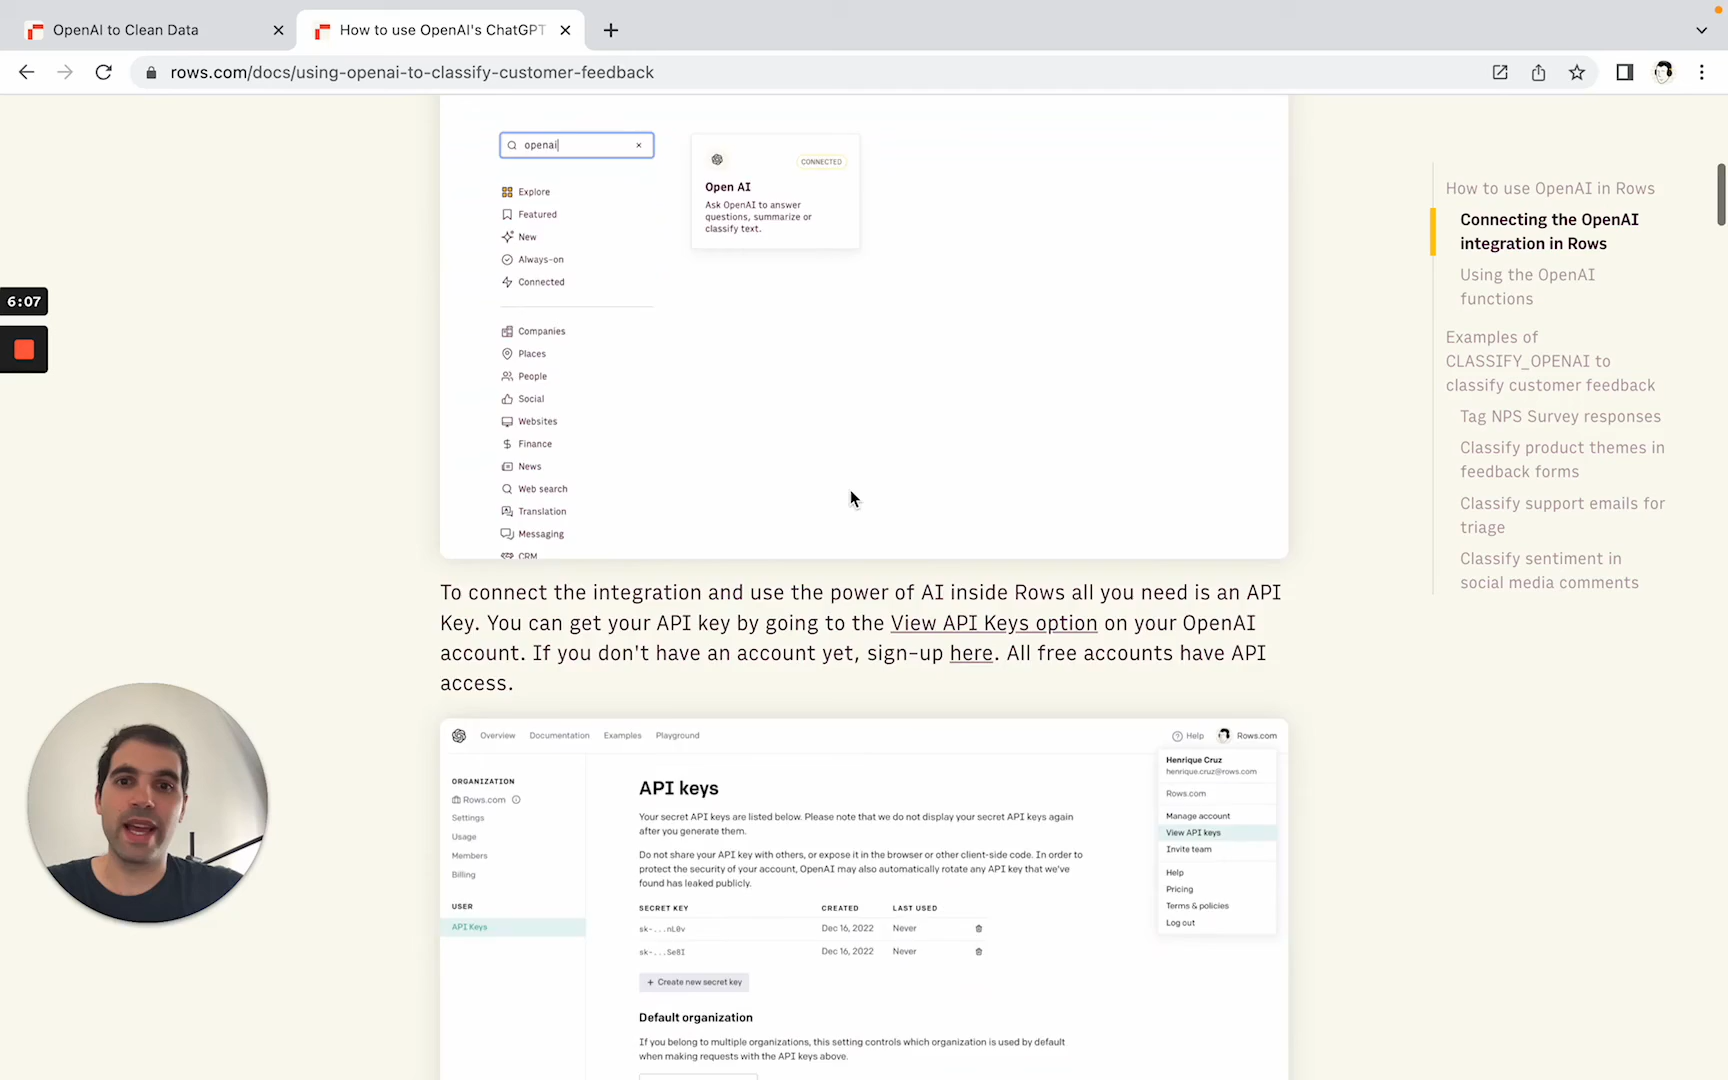 OpenAI to Clean Data
How to use OpenAI's ChatGPT
rows.com/docs/using-openai-to-classify-customer-feedback
6:07
openai
Explore
Featured
New
Always-on
Connected
Companies
Places
People
Social
Websites
Finance
News
Web search
Translation
Messaging
CRM
CONNECTED
Open AI
Ask OpenAI to answer
questions, summarize or
classify text.
How to use OpenAI in Rows
Connecting the OpenAI
integration in Rows
Using the OpenAI
functions
Examples of
CLASSIFY_OPENAI to
classify customer feedback
Tag NPS Survey responses
Classify product themes in
feedback forms
Classify support emails for
triage
Classify sentiment in
social media comments
To connect the integration and use the power of AI inside Rows all you need is an API
Key. You can get your API key by going to the View API Keys option on your OpenAI
account. If you don't have an account yet, sign-up here. All free accounts have API
access.
Overview Documentation Examples Playground
Help Rows.com
ORGANIZATION
Rows.com
Settings
Usage
Members
Billing
USER
API Keys
API keys
Your secret API keys are listed below. Please note that we do not display your secret API keys again
after you generate them.
Do not share your API key with others, or expose it in the browser or other client-side code. In order to
protect the security of your account, OpenAI may also automatically rotate any API key that we've
found has leaked publicly.
SECRET KEY CREATED LAST USED
sk-...nL0v Dec 16, 2022 Never
sk-...Se8I Dec 16, 2022 Never
+ Create new secret key
Default organization
If you belong to multiple organizations, this setting controls which organization is used by default
when making requests with the API keys above.
Henrique Cruz
henrique.cruz@rows.com
Rows.com
Manage account
View API keys
Invite team
Help
Pricing
Terms & policies
Log out